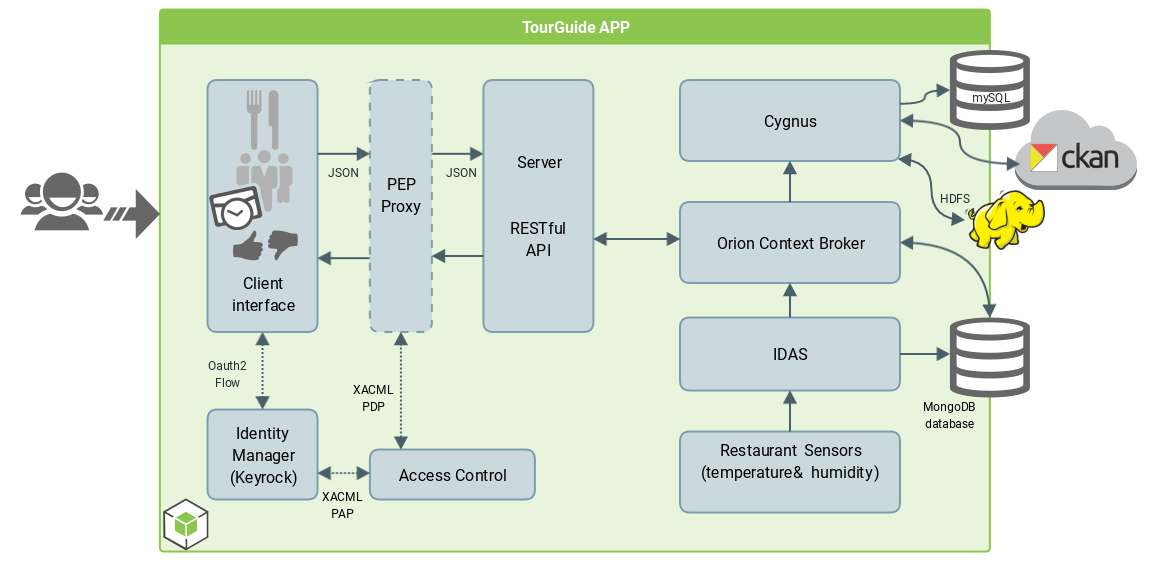 TourGuide APP
Client
interface
JSON
PEP
Proxy
JSON
Server
RESTful
API
Cygnus
mySQL
ckan
HDFS
Orion Context Broker
IDAS
MongoDB
database
Restaurant Sensors
(temperature& humidity)
Oauth2
Flow
XACML
PDP
Identity
Manager
(Keyrock)
XACML
PAP
Access Control